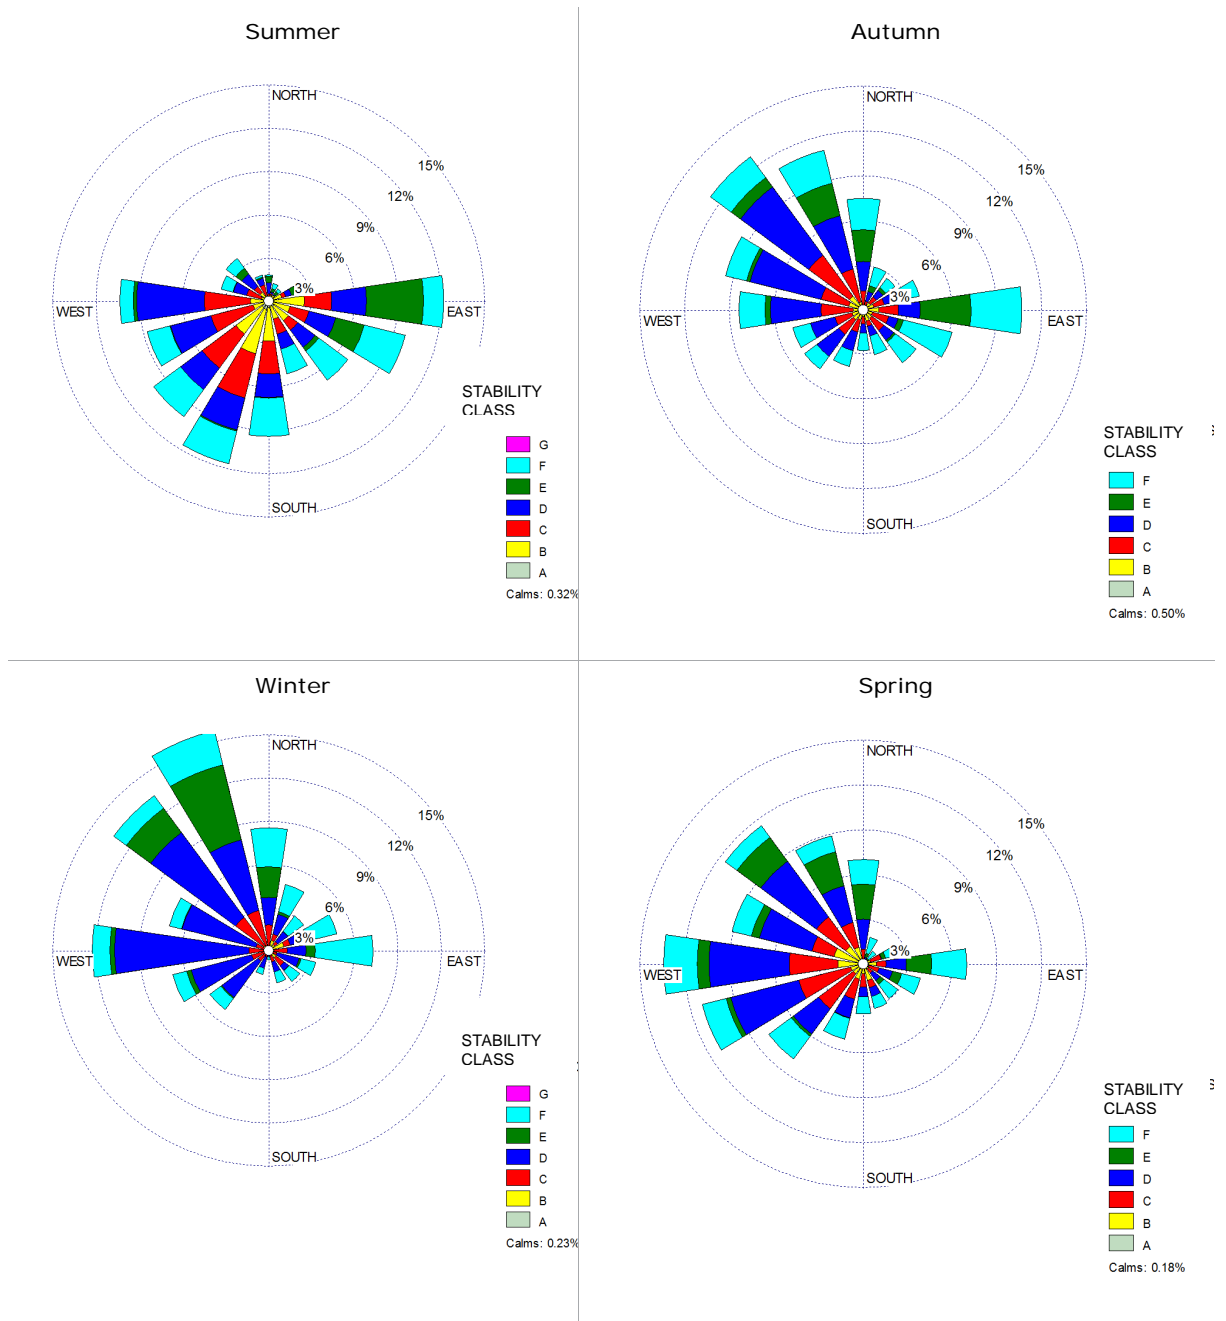 Summer
NORTH
15%
12%
9%
6%
3%
WEST
EAST
SOUTH
STABILITY
CLASS
G
F
E
D
C
B
A
Calms: 0.32%
Autumn
NORTH
15%
12%
9%
6%
3%
WEST
EAST
SOUTH
STABILITY
CLASS
F
E
D
C
B
A
Calms: 0.50%
Winter
NORTH
15%
12%
9%
6%
3%
WEST
EAST
SOUTH
STABILITY
CLASS
G
F
E
D
C
B
A
Calms: 0.23%
Spring
NORTH
15%
12%
9%
6%
3%
WEST
EAST
SOUTH
STABILITY
CLASS
F
E
D
C
B
A
Calms: 0.18%